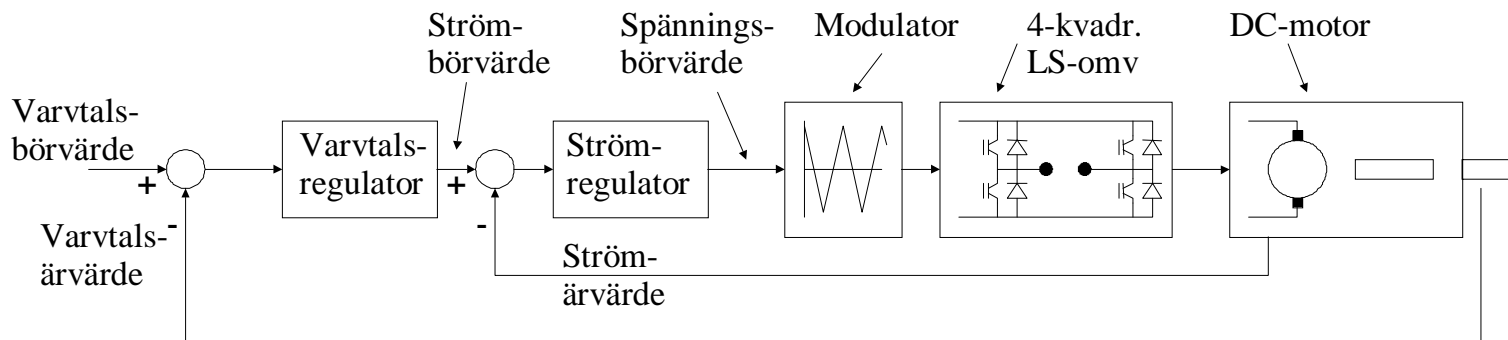 Ström-
börvärde
Spännings-
börvärde
Modulator
4-kvadr.
LS-omv
DC-motor
Varvtals-
börvärde
+
-
Varvtals-
regulator
+
-
Ström-
regulator
Varvtals-
ärvärde
Ström-
ärvärde